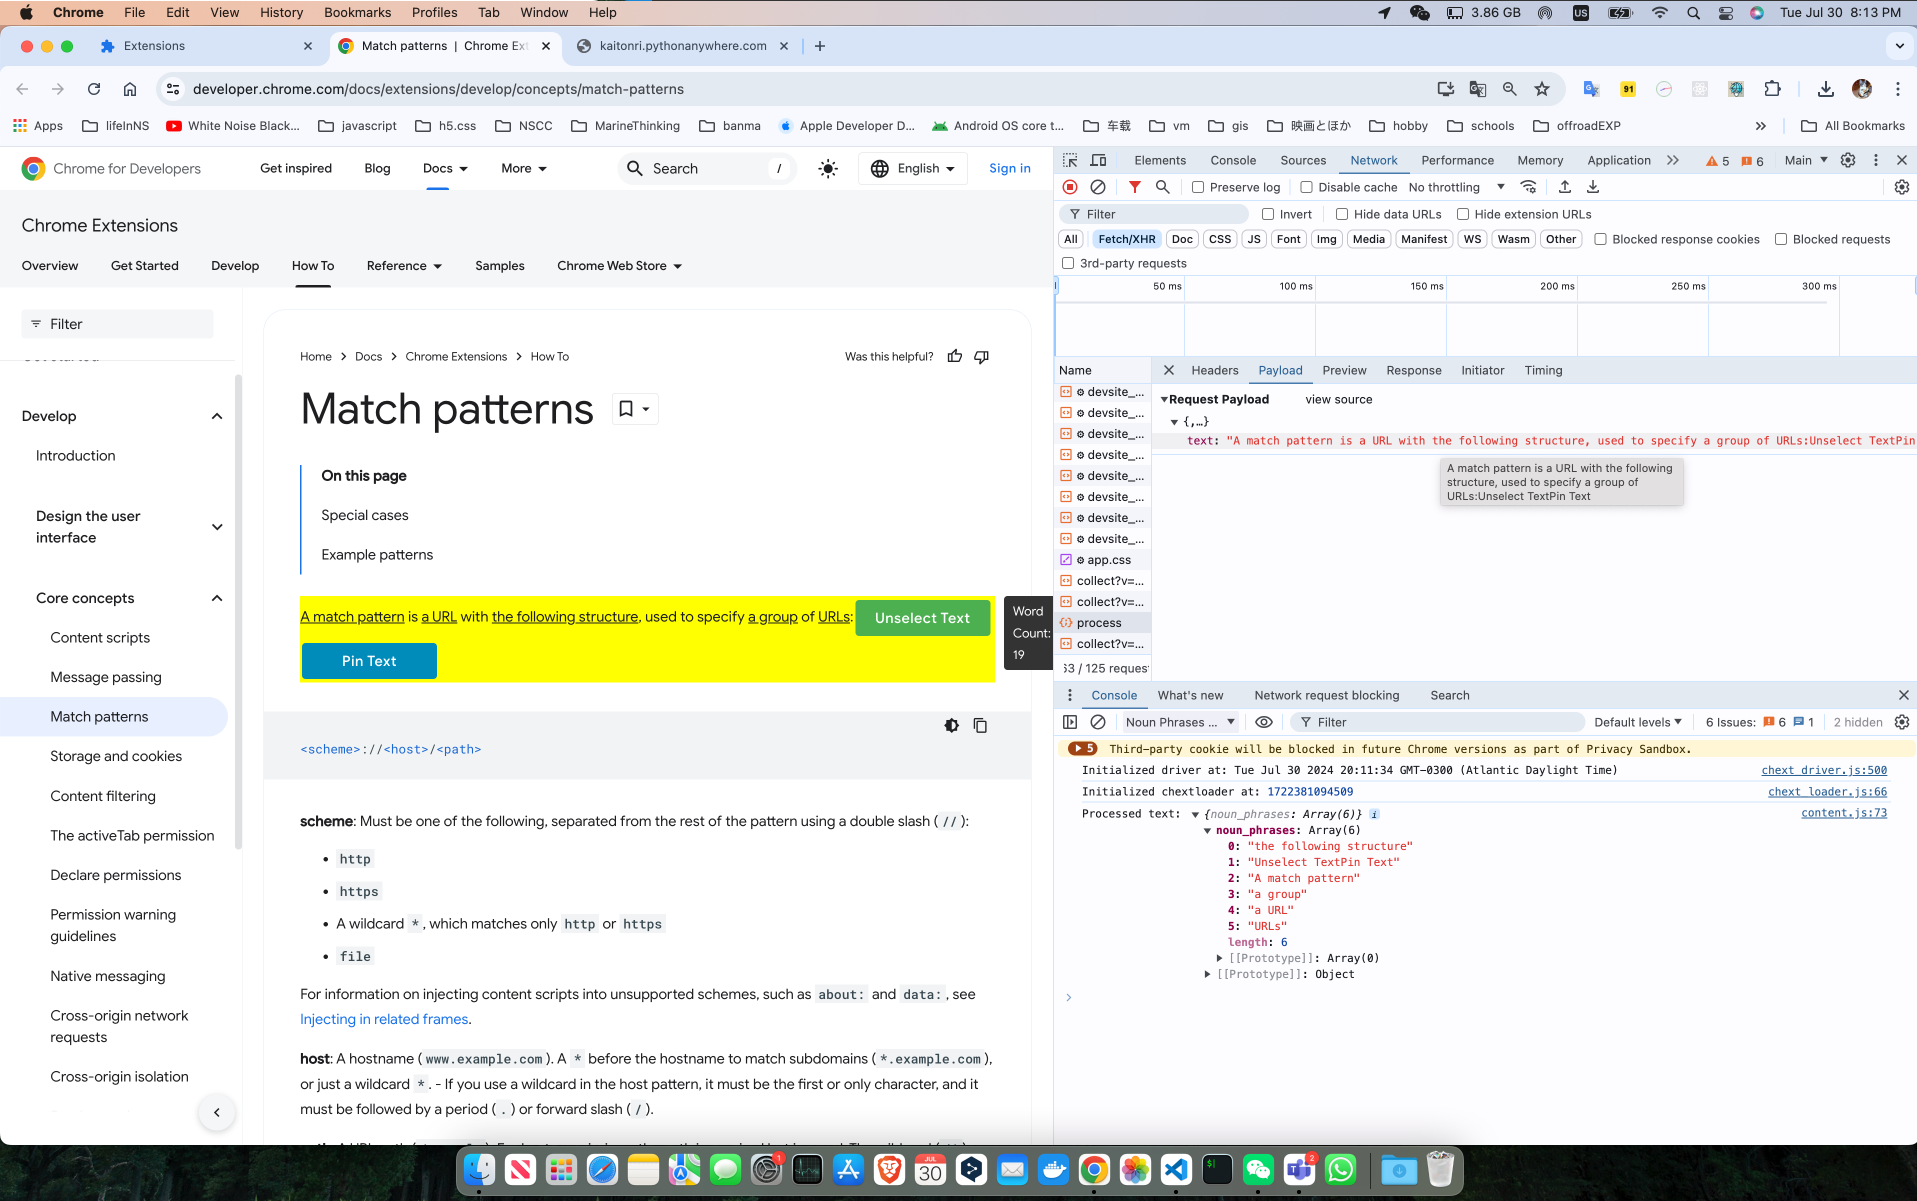 Chrome File Edit View History Bookmarks Profiles Tab Window Help 3.86 GB US Tue Jul 30 8:13 PM
Extensions
Match patterns | Chrome Ext
kaitonri.pythonanywhere.com
developer.chrome.com/docs/extensions/develop/concepts/match-patterns
91
Apps lifeInNS White Noise Black... javascript h5.css NSCC MarineThinking banma Apple Developer D... Android OS core t... 车载 vm gis 映画とほか hobby schools offroadEXP All Bookmarks
Chrome for Developers Get inspired Blog Docs More Search / English Sign in
Chrome Extensions
Overview Get Started Develop How To Reference Samples Chrome Web Store
Filter
Develop
Introduction
Design the user
interface
Core concepts
Content scripts
Message passing
Match patterns
Storage and cookies
Content filtering
The activeTab permission
Declare permissions
Permission warning
guidelines
Native messaging
Cross-origin network
requests
Cross-origin isolation
Home Docs Chrome Extensions How To Was this helpful?
Match patterns
On this page
Special cases
Example patterns
A match pattern is a URL with the following structure, used to specify a group of URLs: Unselect Text
Pin Text
Word
Count:
19
<scheme>://<host>/<path>
scheme: Must be one of the following, separated from the rest of the pattern using a double slash ( // ):
• http
• https
• A wildcard * , which matches only http or https
• file
For information on injecting content scripts into unsupported schemes, such as about: and data: , see
Injecting in related frames.
host: A hostname ( www.example.com ). A * before the hostname to match subdomains ( *.example.com ),
or just a wildcard * . - If you use a wildcard in the host pattern, it must be the first or only character, and it
must be followed by a period ( . ) or forward slash ( / ).
Elements Console Sources Network Performance Memory Application 5 6 Main
Preserve log Disable cache No throttling
Filter Invert Hide data URLs Hide extension URLs
All Fetch/XHR Doc CSS JS Font Img Media Manifest WS Wasm Other Blocked response cookies Blocked requests
3rd-party requests
50 ms 100 ms 150 ms 200 ms 250 ms 300 ms
Name
devsite_...
devsite_...
devsite_...
devsite_...
devsite_...
devsite_...
devsite_...
devsite_...
app.css
collect?v=...
collect?v=...
process
collect?v=...
63 / 125 reques
Headers Payload Preview Response Initiator Timing
Request Payload view source
{,…}
text: "A match pattern is a URL with the following structure, used to specify a group of URLs:Unselect TextPin
A match pattern is a URL with the following
structure, used to specify a group of
URLs:Unselect TextPin Text
Console What's new Network request blocking Search
Noun Phrases ... Filter Default levels 6 Issues: 6 1 2 hidden
5 Third-party cookie will be blocked in future Chrome versions as part of Privacy Sandbox.
Initialized driver at: Tue Jul 30 2024 20:11:34 GMT-0300 (Atlantic Daylight Time) chext_driver.js:500
Initialized chextloader at: 1722381094509 chext_loader.js:66
Processed text: {noun_phrases: Array(6)} i content.js:73
noun_phrases: Array(6)
0: "the following structure"
1: "Unselect TextPin Text"
2: "A match pattern"
3: "a group"
4: "a URL"
5: "URLs"
length: 6
[[Prototype]]: Array(0)
[[Prototype]]: Object
1
JUL
30
2